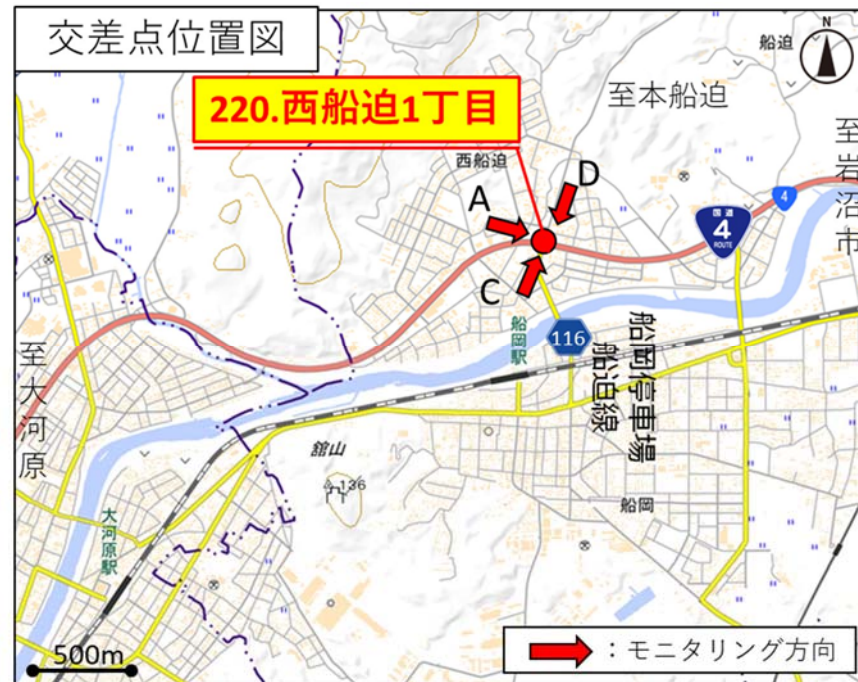 交差点位置図
N
船迫
220.西船迫1丁目
至本船迫
西船迫
至岩沼市
A
D
4
国道
4
ROUTE
C
船岡駅
116
船岡停車場
船迫線
至大河原
舘山
136
船岡
大河原駅
500m
：モニタリング方向